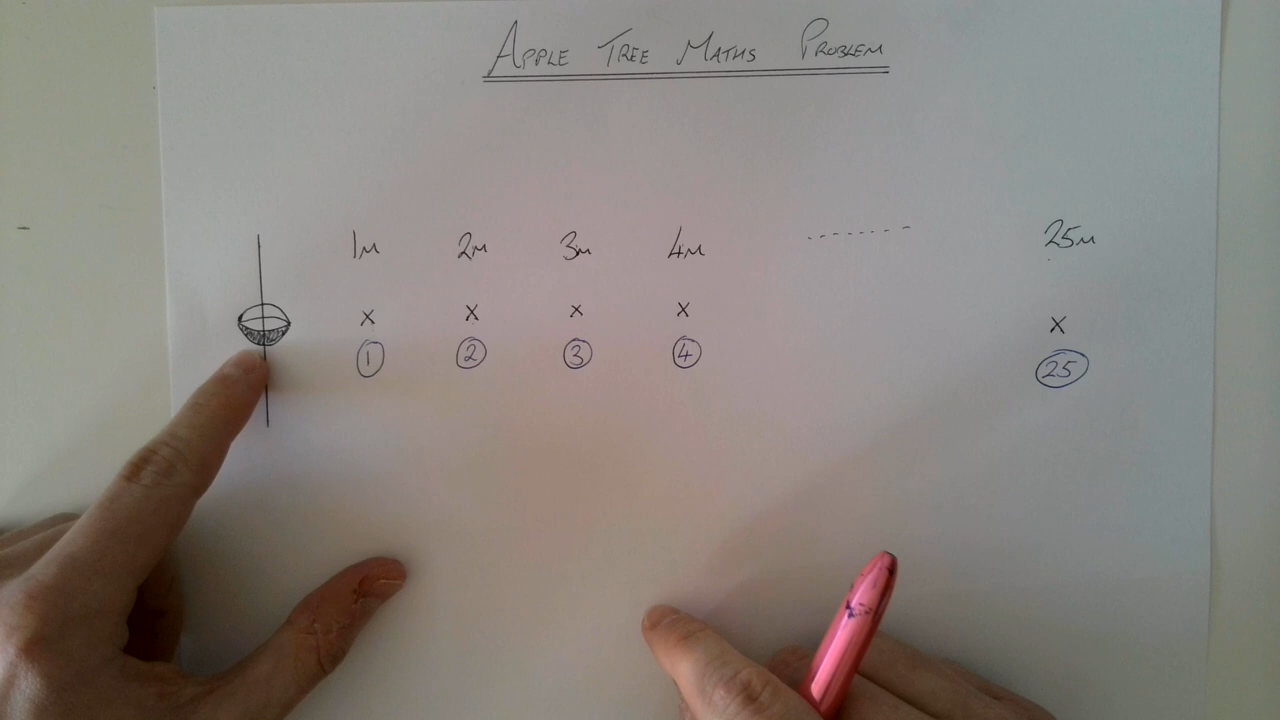 Apple Tree Maths Problem
1m 2m 3m 4m ------- 25m
x x x x x
1 2 3 4 25